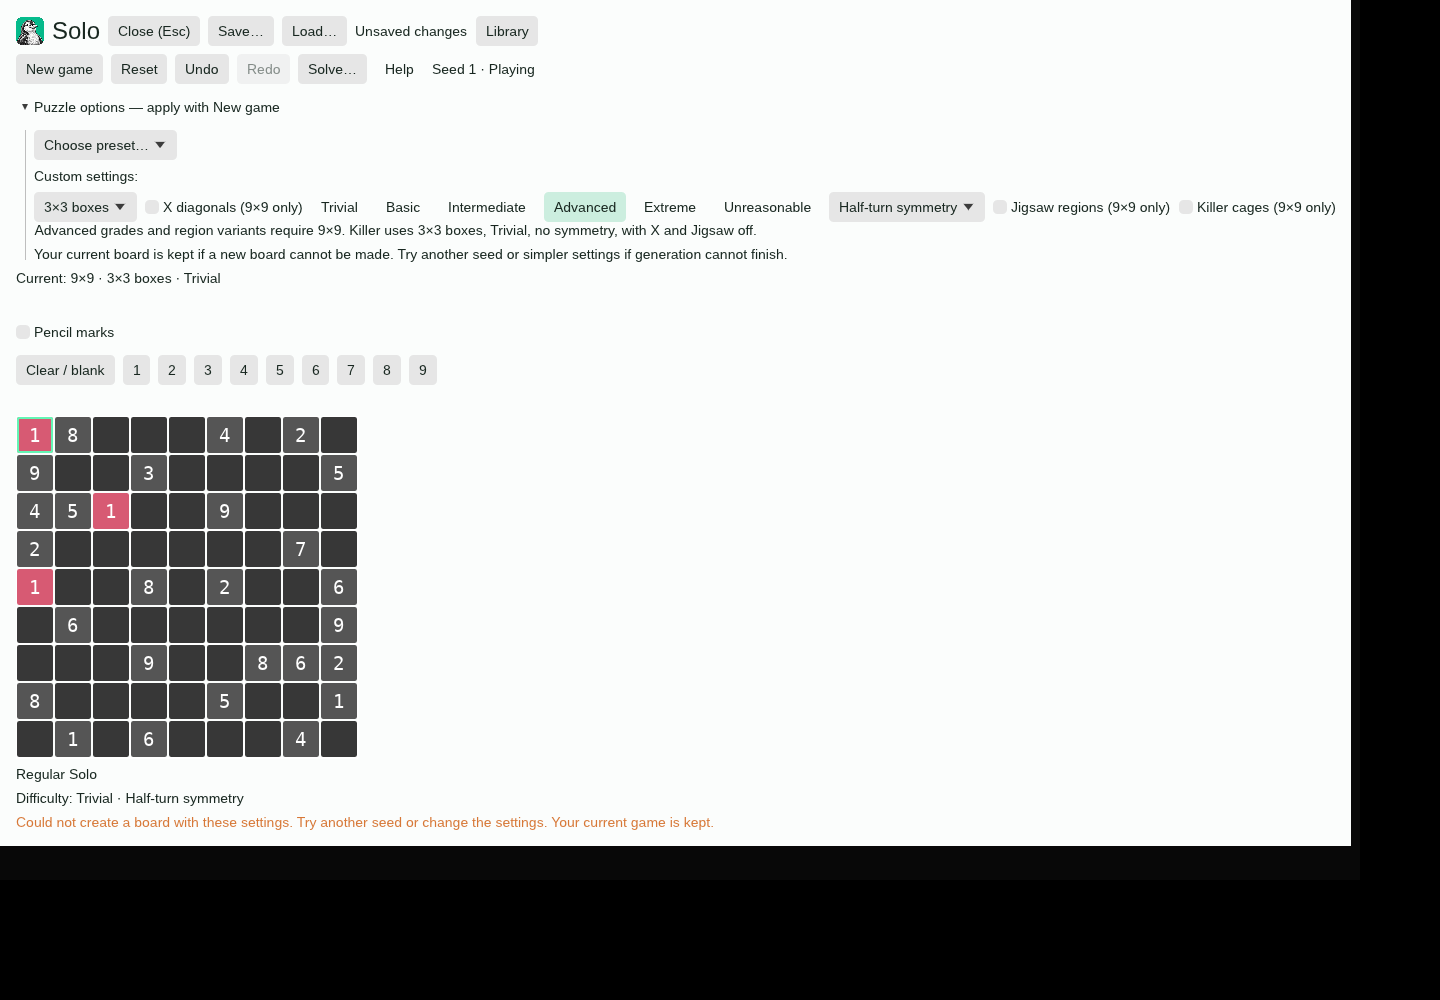 Solo Close (Esc) Save… Load… Unsaved changes Library
New game Reset Undo Redo Solve… Help Seed 1 · Playing
Puzzle options — apply with New game
Choose preset…
Custom settings:
3×3 boxes X diagonals (9×9 only) Trivial Basic Intermediate Advanced Extreme Unreasonable Half-turn symmetry Jigsaw regions (9×9 only) Killer cages (9×9 only)
Advanced grades and region variants require 9×9. Killer uses 3×3 boxes, Trivial, no symmetry, with X and Jigsaw off.
Your current board is kept if a new board cannot be made. Try another seed or simpler settings if generation cannot finish.
Current: 9×9 · 3×3 boxes · Trivial
Pencil marks
Clear / blank 1 2 3 4 5 6 7 8 9
1 8 4 2
9 3 5
4 5 1 9
2 7
1 8 2 6
6 9
9 8 6 2
8 5 1
1 6 4
Regular Solo
Difficulty: Trivial · Half-turn symmetry
Could not create a board with these settings. Try another seed or change the settings. Your current game is kept.